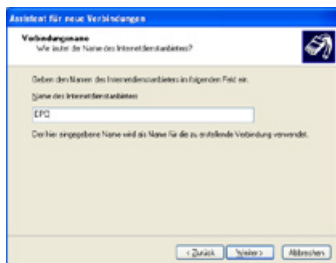 Assistent für neue Verbindungen
Verbindungsname
Wie lautet der Name des Internetdienstanbieters?
Geben den Namen des Internetdienstanbieters in folgenden Feld ein.
Name des Internetdienstanbieters
Der hier eingegebene Name wird als Name für die zu erstellende Verbindung verwendet.
< Zurück
Weiter >
Abbrechen